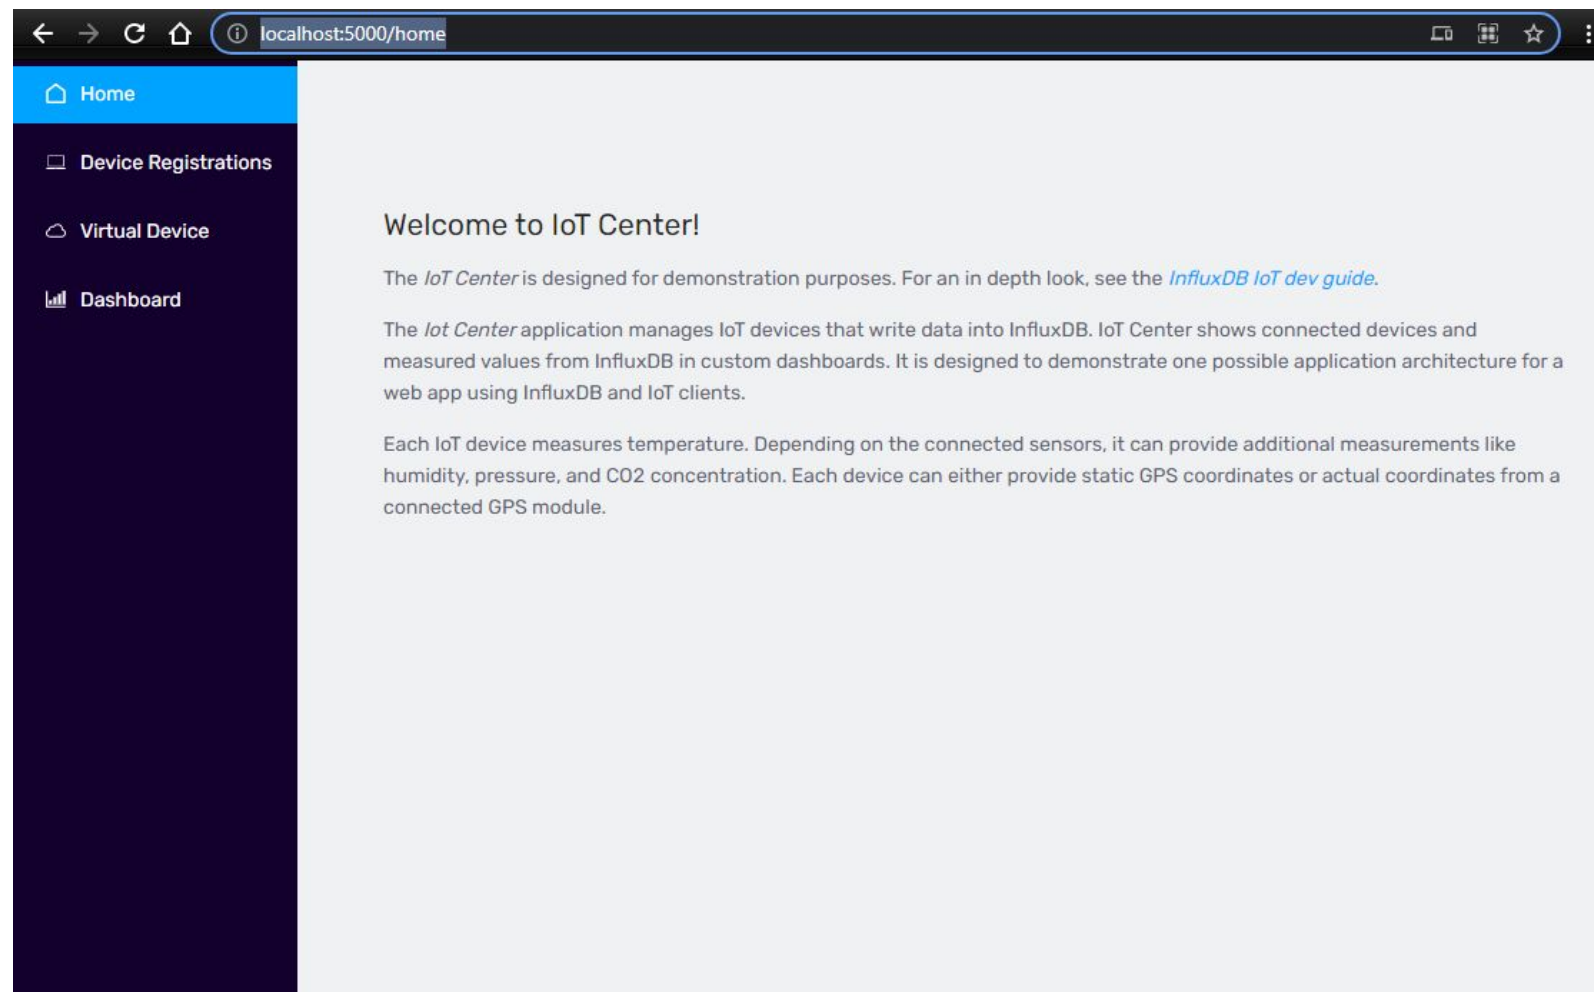 localhost:5000/home
Home
Device Registrations
Virtual Device
Dashboard
Welcome to IoT Center!
The IoT Center is designed for demonstration purposes. For an in depth look, see the InfluxDB IoT dev guide.
The Iot Center application manages IoT devices that write data into InfluxDB. IoT Center shows connected devices and
measured values from InfluxDB in custom dashboards. It is designed to demonstrate one possible application architecture for a
web app using InfluxDB and IoT clients.
Each IoT device measures temperature. Depending on the connected sensors, it can provide additional measurements like
humidity, pressure, and CO2 concentration. Each device can either provide static GPS coordinates or actual coordinates from a
connected GPS module.